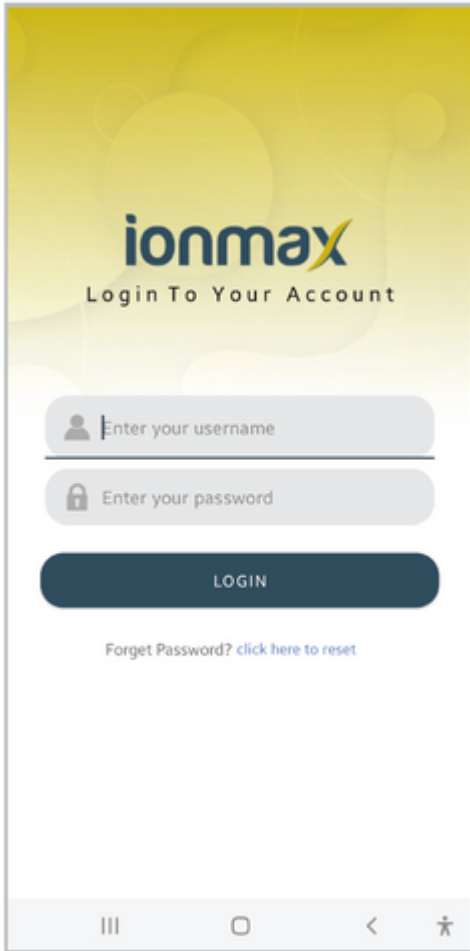 ionmax
Login To Your Account
Enter your username
Enter your password
LOGIN
Forget Password? click here to reset